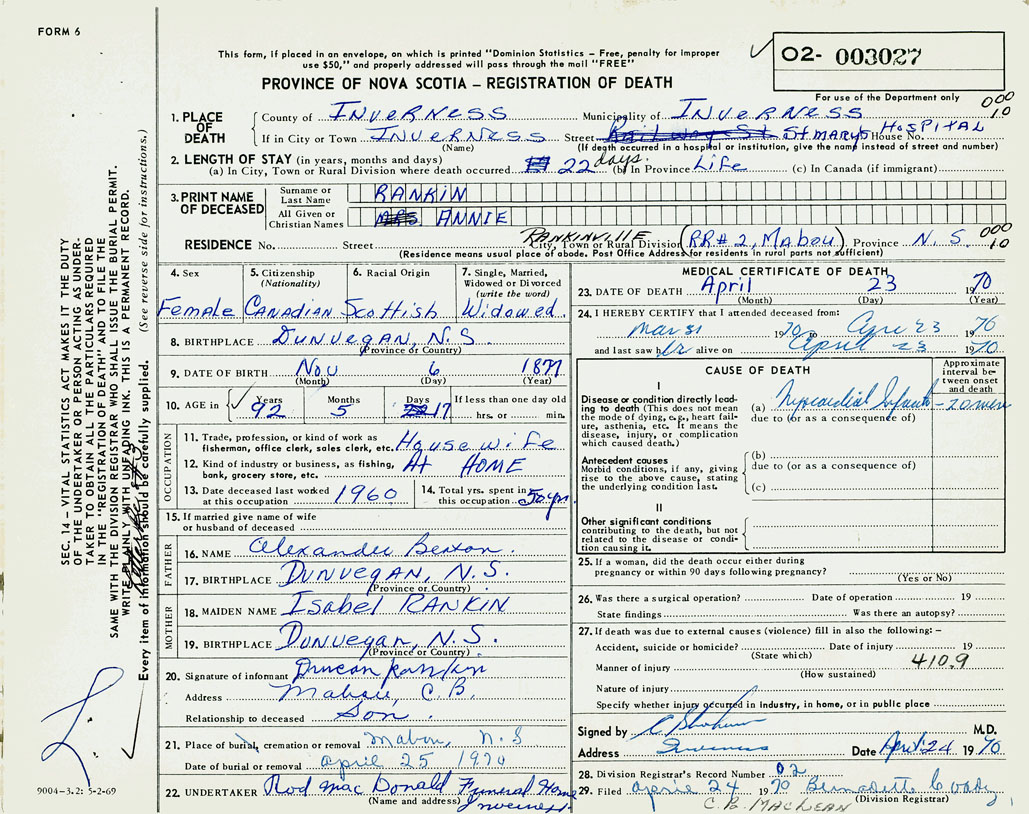 FORM 6
This form, if placed in an envelope, on which is printed "Dominion Statistics – Free, penalty for improper
use $50," and properly addressed will pass through the mail "FREE"
PROVINCE OF NOVA SCOTIA – REGISTRATION OF DEATH
O2- 003027
For use of the Department only
000
10
1. PLACE OF DEATH
County of INVERNESS Municipality of INVERNESS
If in City or Town INVERNESS Street Railway St St MARYS HOSPITAL House No.
(Name) (If death occurred in a hospital or institution, give the name instead of street and number)
2. LENGTH OF STAY (in years, months and days)
(a) In City, Town or Rural Division where death occurred 22 days. (b) In Province Life (c) In Canada (if immigrant)
3. PRINT NAME OF DECEASED
Surname or Last Name RANKIN
All Given or Christian Names MRS ANNIE
RANKINVILLE
RESIDENCE No. Street City, Town or Rural Division (RR# 2, Mabou) Province N. S. 000 10
(Residence means usual place of abode. Post Office Address for residents in rural parts not sufficient)
4. Sex Female
5. Citizenship (Nationality) CANADIAN
6. Racial Origin Scottish
7. Single, Married, Widowed or Divorced (write the word) Widowed
8. BIRTHPLACE DUNVEGAN, N.S.
(Province or Country)
9. DATE OF BIRTH Nov 6 1877
(Month) (Day) (Year)
10. AGE in Years 92 Months 5 Days 17 If less than one day old
hrs. or min.
OCCUPATION
11. Trade, profession, or kind of work as
fisherman, office clerk, sales clerk, etc. Housewife
12. Kind of industry or business, as fishing,
bank, grocery store, etc. At HOME
13. Date deceased last worked
at this occupation 1960
14. Total yrs. spent in
this occupation 50 yrs
15. If married give name of wife
or husband of deceased
FATHER
16. NAME Alexander Beaton.
17. BIRTHPLACE DUNVEGAN, N.S.
(Province or Country)
MOTHER
18. MAIDEN NAME Isabel RANKIN
19. BIRTHPLACE Dunvegan, N.S.
(Province or Country)
20. Signature of informant Duncan Rankin
Address Mabou, C.B.
Relationship to deceased Son.
21. Place of burial, cremation or removal Mabou, N.S
Date of burial or removal April 25 1970
22. UNDERTAKER Rod MacDonald Funeral Home
(Name and address) Inverness
MEDICAL CERTIFICATE OF DEATH
23. DATE OF DEATH April 23 1970
(Month) (Day) (Year)
24. I HEREBY CERTIFY that I attended deceased from:
Mar 31 1970 to Apr 23 1970
and last saw her alive on April 23 1970
CAUSE OF DEATH
Approximate interval between onset and death
I
Disease or condition directly leading to death (This does not mean the mode of dying, e.g., heart failure, asthenia, etc. It means the disease, injury, or complication which caused death.)
(a) Myocardial Infarct –
due to (or as a consequence of)
Antecedent causes
Morbid conditions, if any, giving rise to the above cause, stating the underlying condition last.
(b)
due to (or as a consequence of)
(c)
II
Other significant conditions
contributing to the death, but not related to the disease or condition causing it.
25. If a woman, did the death occur either during
pregnancy or within 90 days following pregnancy?
(Yes or No)
26. Was there a surgical operation? Date of operation 19
State findings Was there an autopsy?
27. If death was due to external causes (violence) fill in also the following: –
Accident, suicide or homicide? Date of injury 19
(State which)
Manner of injury 410.9
(How sustained)
Nature of injury
Specify whether injury occurred in industry, in home, or in public place
Signed by M.D.
Address Inverness Date April 24 1970
28. Division Registrar's Record Number 02
29. Filed April 24 1970 Bernadette
C. B. MacLEAN (Division Registrar)
SEC. 14 – VITAL STATISTICS ACT MAKES IT THE DUTY
OF THE UNDERTAKER OR PERSON ACTING AS UNDER-
TAKER TO OBTAIN ALL THE PARTICULARS REQUIRED
IN THE "REGISTRATION OF DEATH" AND TO FILE THE
SAME WITH THE DIVISION REGISTRAR WHO SHALL ISSUE THE BURIAL PERMIT.
WRITE PLAINLY WITH UNFADING INK. THIS IS A PERMANENT RECORD.
Every item of information should be carefully supplied. (See reverse side for instructions.)
9004–3.2: 5-2-69